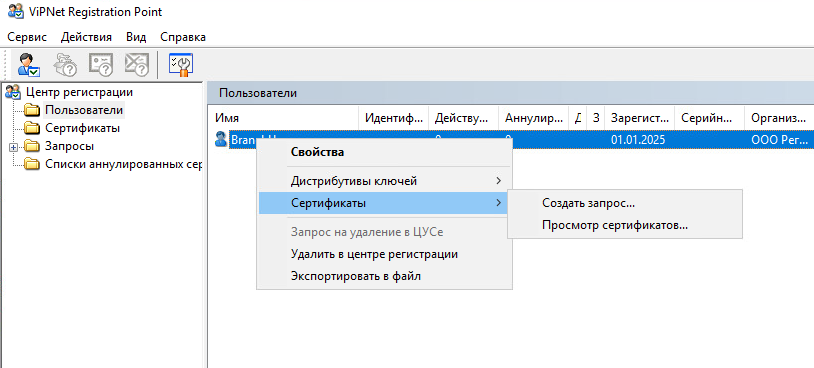 ViPNet Registration Point
Сервис Действия Вид Справка
Центр регистрации
Пользователи
Сертификаты
Запросы
Списки аннулированных сер
Пользователи
Имя Идентиф... Действу... Аннулир... Д З Зарегист... Серийн... Организ...
01.01.2025 ООО Рег...
Свойства
Дистрибутивы ключей
Сертификаты
Запрос на удаление в ЦУСе
Удалить в центре регистрации
Экспортировать в файл
Создать запрос...
Просмотр сертификатов...